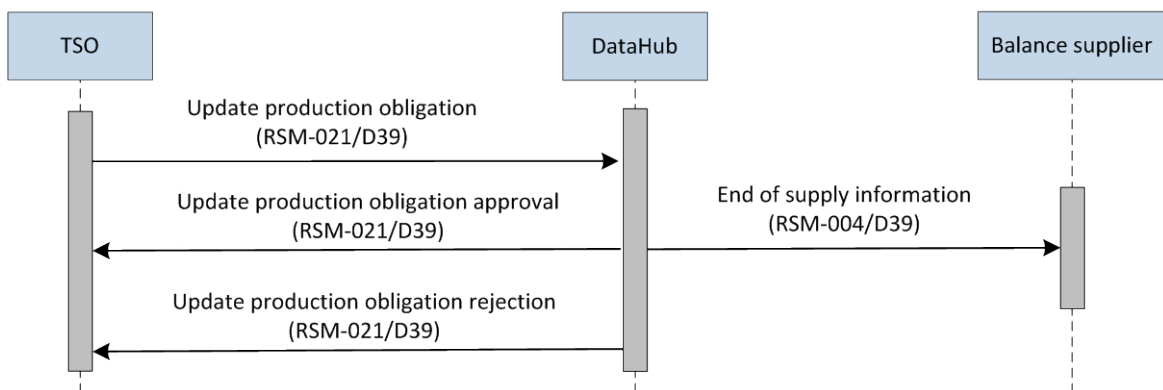 TSO
DataHub
Balance supplier
Update production obligation
(RSM-021/D39)
Update production obligation approval
(RSM-021/D39)
End of supply information
(RSM-004/D39)
Update production obligation rejection
(RSM-021/D39)